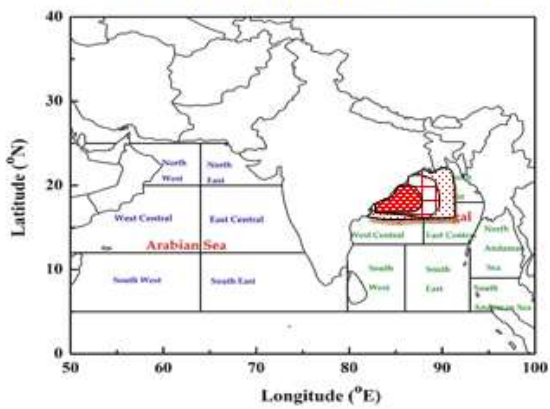 40
30
20
10
0
Latitude (°N)
North
West
North
East
West Central
East Central
Arabian Sea
South West
South East
gal
West Central
East Central
North
Andaman
Sea
South
West
South
East
South
Andaman Sea
50 60 70 80 90 100
Longitude (°E)